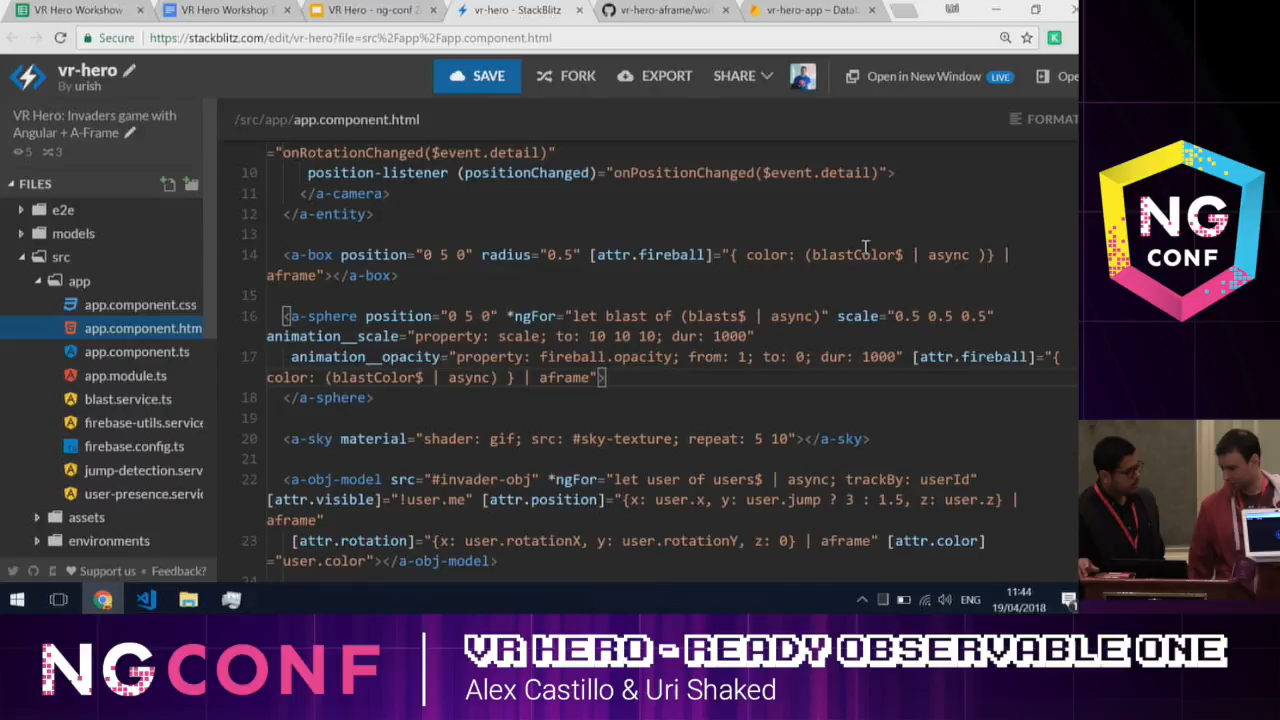 VR Hero Workshow
VR Hero Workshop F
VR Hero - ng-conf 2
vr-hero - StackBlitz
vr-hero-aframe/wor
vr-hero-app – Data
Secure
https://stackblitz.com/edit/vr-hero?file=src%2Fapp%2Fapp.component.html
K
vr-hero
By urish
SAVE
FORK
EXPORT
SHARE
Open in New Window
LIVE
Ope
VR Hero: Invaders game with
Angular + A-Frame
5
3
/src/app/app.component.html
FORMAT
FILES
e2e
models
src
app
app.component.css
app.component.htm
app.component.ts
app.module.ts
blast.service.ts
firebase-utils.service
firebase.config.ts
jump-detection.serv
user-presence.servic
assets
environments
Support us
Feedback?
="onRotationChanged($event.detail)"
10 position-listener (positionChanged)="onPositionChanged($event.detail)">
11 </a-camera>
12 </a-entity>
13
14 <a-box position="0 5 0" radius="0.5" [attr.fireball]="{ color: (blastColor$ | async )} |
aframe"></a-box>
15
16 <a-sphere position="0 5 0" *ngFor="let blast of (blasts$ | async)" scale="0.5 0.5 0.5"
animation__scale="property: scale; to: 10 10 10; dur: 1000"
17 animation__opacity="property: fireball.opacity; from: 1; to: 0; dur: 1000" [attr.fireball]="{
color: (blastColor$ | async) } | aframe">
18 </a-sphere>
19
20 <a-sky material="shader: gif; src: #sky-texture; repeat: 5 10"></a-sky>
21
22 <a-obj-model src="#invader-obj" *ngFor="let user of users$ | async; trackBy: userId"
[attr.visible]="!user.me" [attr.position]="{x: user.x, y: user.jump ? 3 : 1.5, z: user.z} |
aframe"
23 [attr.rotation]="{x: user.rotationX, y: user.rotationY, z: 0} | aframe" [attr.color]
="user.color"></a-obj-model>
ENG
11:44
19/04/2018
NG
CONF
NG CONF
VR HERO - READY OBSERVABLE ONE
Alex Castillo & Uri Shaked